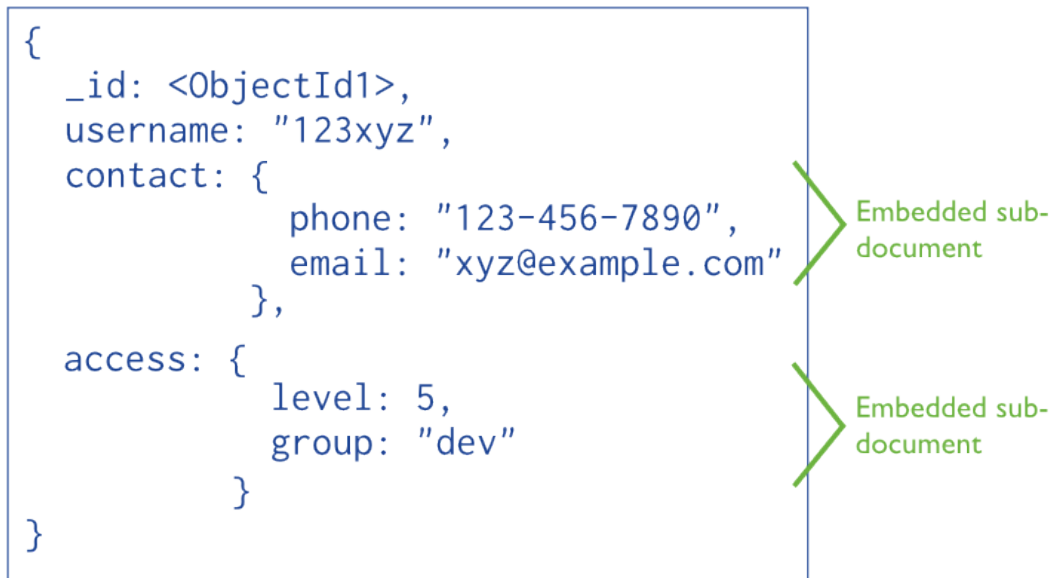 {
_id: <ObjectId1>,
username: "123xyz",
contact: {
phone: "123-456-7890",
email: "xyz@example.com"
},
Embedded sub-
document
access: {
level: 5,
group: "dev"
}
Embedded sub-
document
}